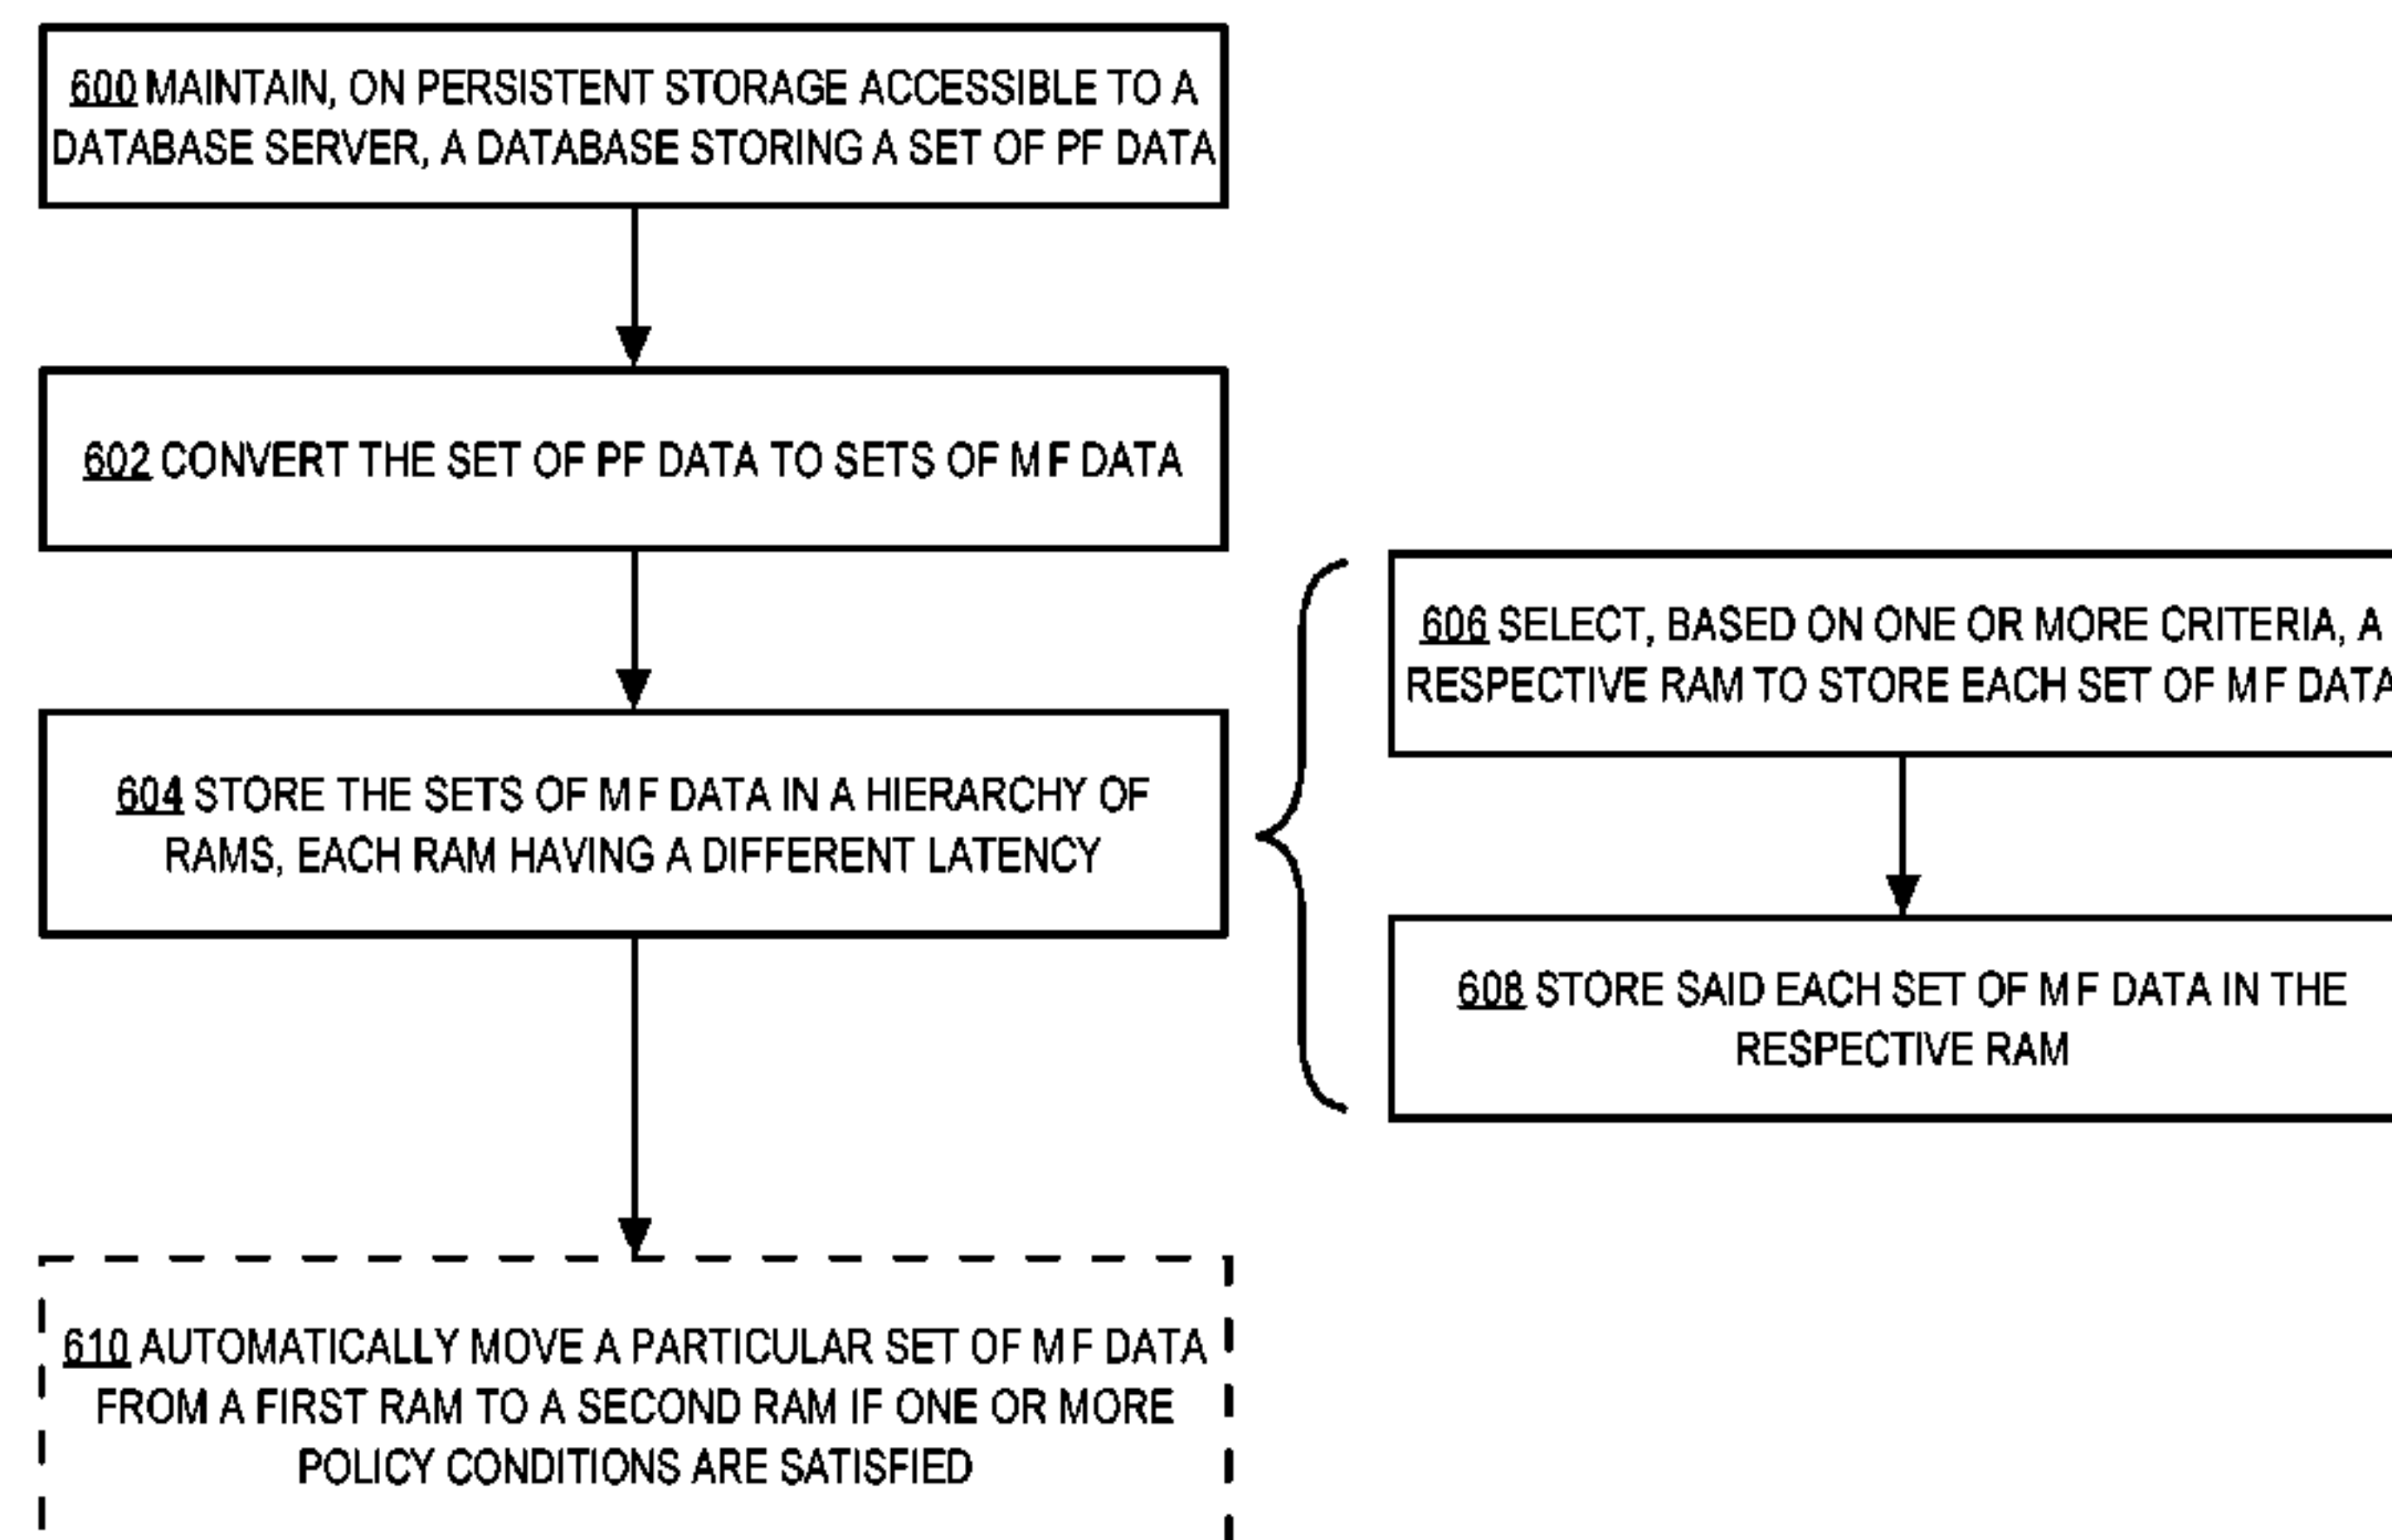 600 MAINTAIN, ON PERSISTENT STORAGE ACCESSIBLE TO A
DATABASE SERVER, A DATABASE STORING A SET OF PF DATA
602 CONVERT THE SET OF PF DATA TO SETS OF MF DATA
604 STORE THE SETS OF MF DATA IN A HIERARCHY OF
RAMS, EACH RAM HAVING A DIFFERENT LATENCY
606 SELECT, BASED ON ONE OR MORE CRITERIA, A
RESPECTIVE RAM TO STORE EACH SET OF MF DATA
608 STORE SAID EACH SET OF MF DATA IN THE
RESPECTIVE RAM
610 AUTOMATICALLY MOVE A PARTICULAR SET OF MF DATA
FROM A FIRST RAM TO A SECOND RAM IF ONE OR MORE
POLICY CONDITIONS ARE SATISFIED